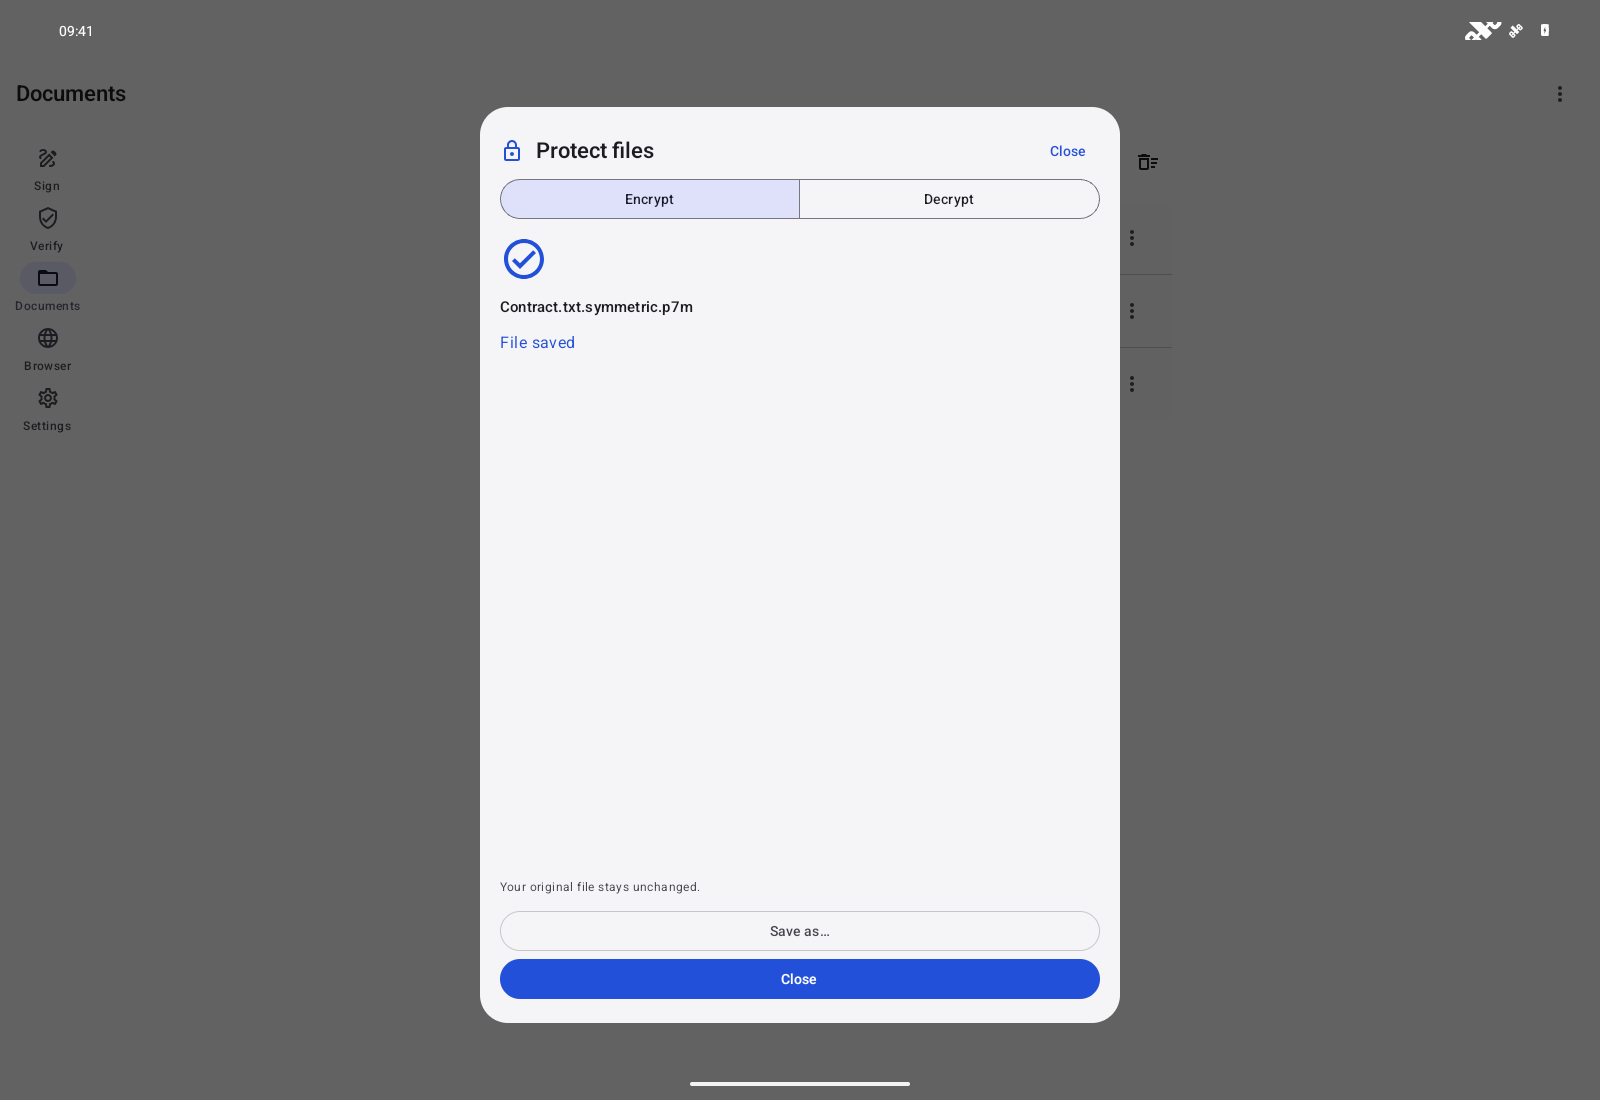 09:41
Documents
Sign
Verify
Documents
Browser
Settings
Protect files
Close
Encrypt
Decrypt
Contract.txt.symmetric.p7m
File saved
Your original file stays unchanged.
Save as…
Close